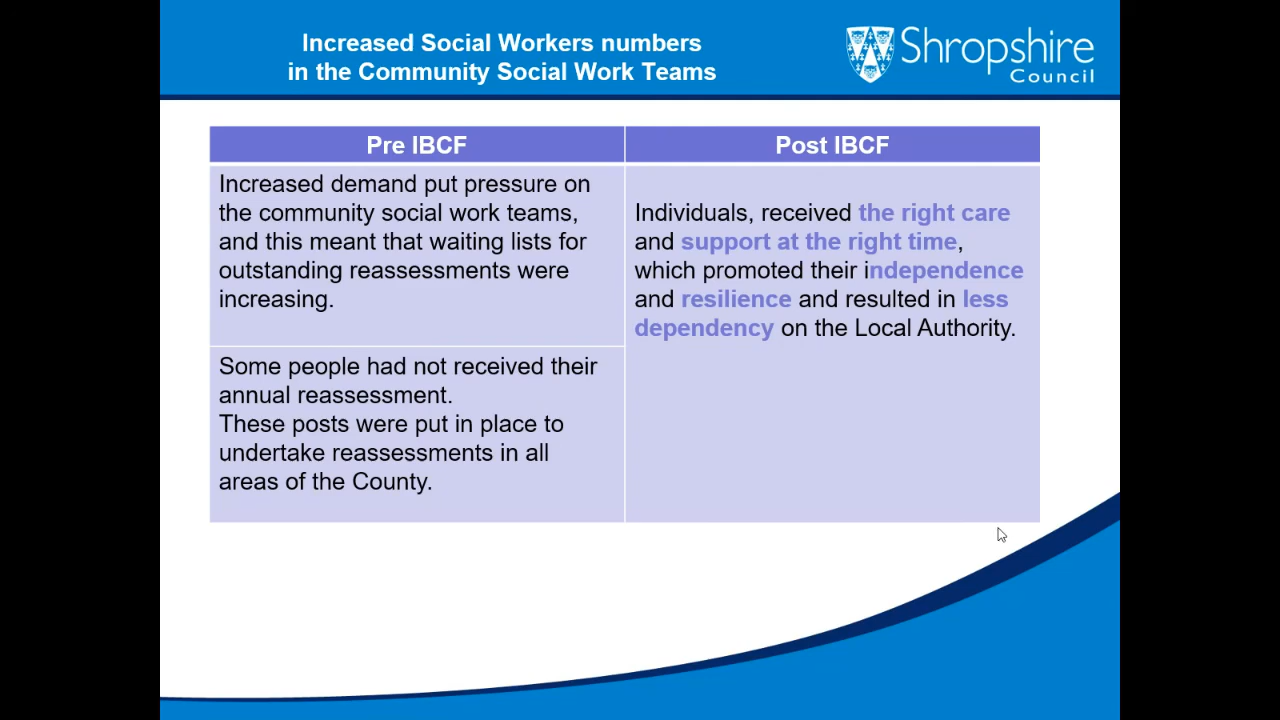 Increased Social Workers numbers
in the Community Social Work Teams
Shropshire
Council
Pre IBCF
Post IBCF
Increased demand put pressure on
the community social work teams,
and this meant that waiting lists for
outstanding reassessments were
increasing.
Individuals, received the right care
and support at the right time,
which promoted their independence
and resilience and resulted in less
dependency on the Local Authority.
Some people had not received their
annual reassessment.
These posts were put in place to
undertake reassessments in all
areas of the County.